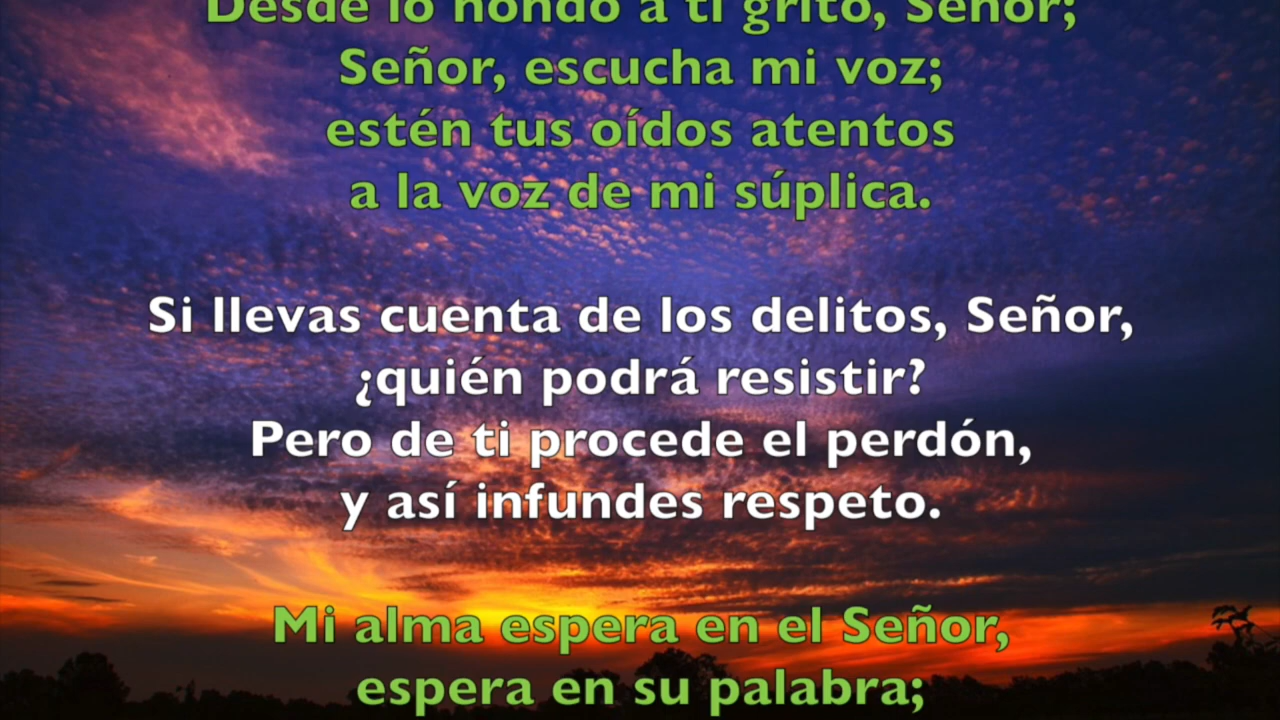 Desde lo hondo a ti grito, Señor;
Señor, escucha mi voz;
estén tus oídos atentos
a la voz de mi súplica.
Si llevas cuenta de los delitos, Señor,
¿quién podrá resistir?
Pero de ti procede el perdón,
y así infundes respeto.
Mi alma espera en el Señor,
espera en su palabra;